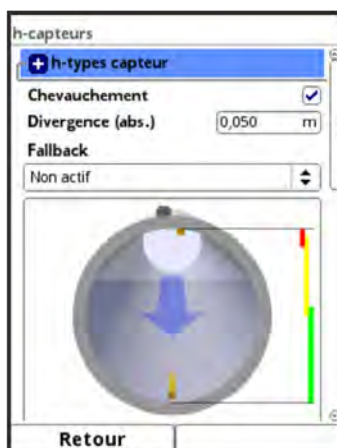 h-capteurs
h-types capteur
Chevauchement
Divergence (abs.) 0,050 m
Fallback
Non actif
Retour